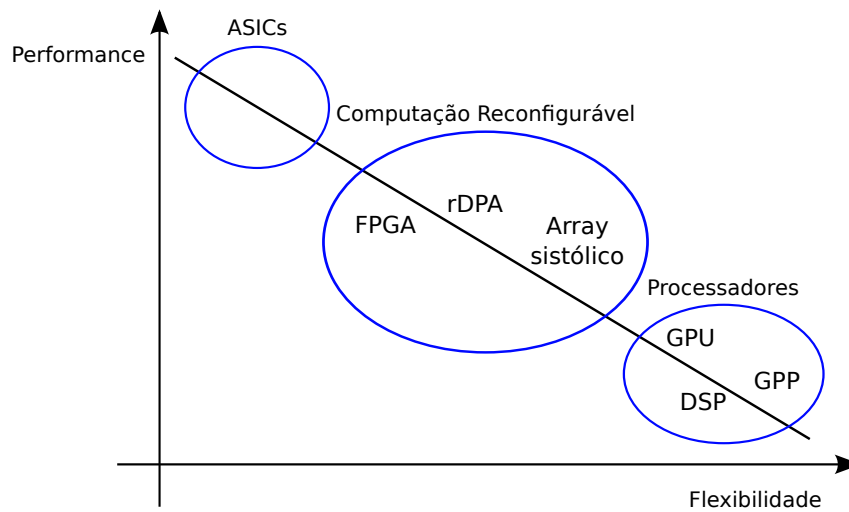 ASICs
Performance
Computação Reconfigurável
rDPA
FPGA
Array
sistólico
Processadores
GPU
GPP
DSP
Flexibilidade